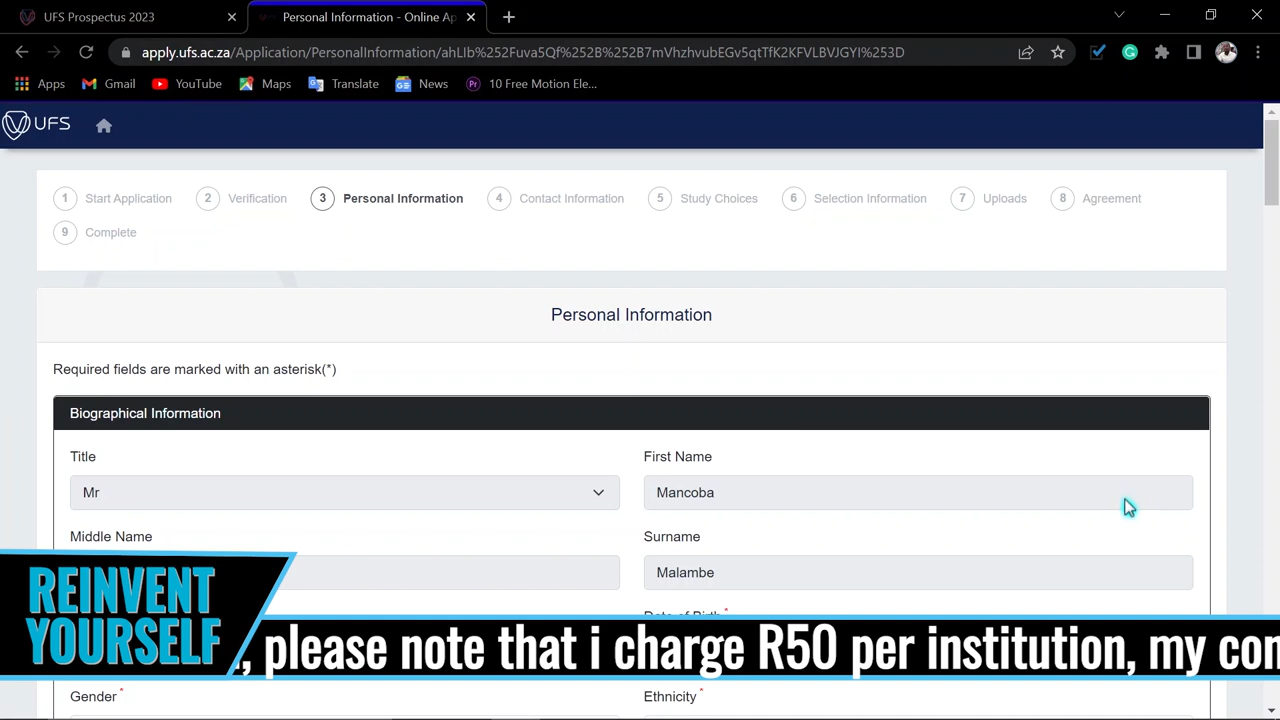 UFS Prospectus 2023
Personal Information - Online Ap
apply.ufs.ac.za/Application/PersonalInformation/ahLIb%252Fuva5Qf%252B%252B7mVhzhvubEGv5qtTfK2KFVLBVJGYI%253D
Apps Gmail YouTube Maps Translate News Pr 10 Free Motion Ele...
UFS
1 Start Application 2 Verification 3 Personal Information 4 Contact Information 5 Study Choices 6 Selection Information 7 Uploads 8 Agreement
9 Complete
Personal Information
Required fields are marked with an asterisk(*)
Biographical Information
Title First Name
Mr Mancoba
Middle Name Surname
Malambe
Date of Birth *
REINVENT
YOURSELF
, please note that i charge R50 per institution, my con
Gender * Ethnicity *